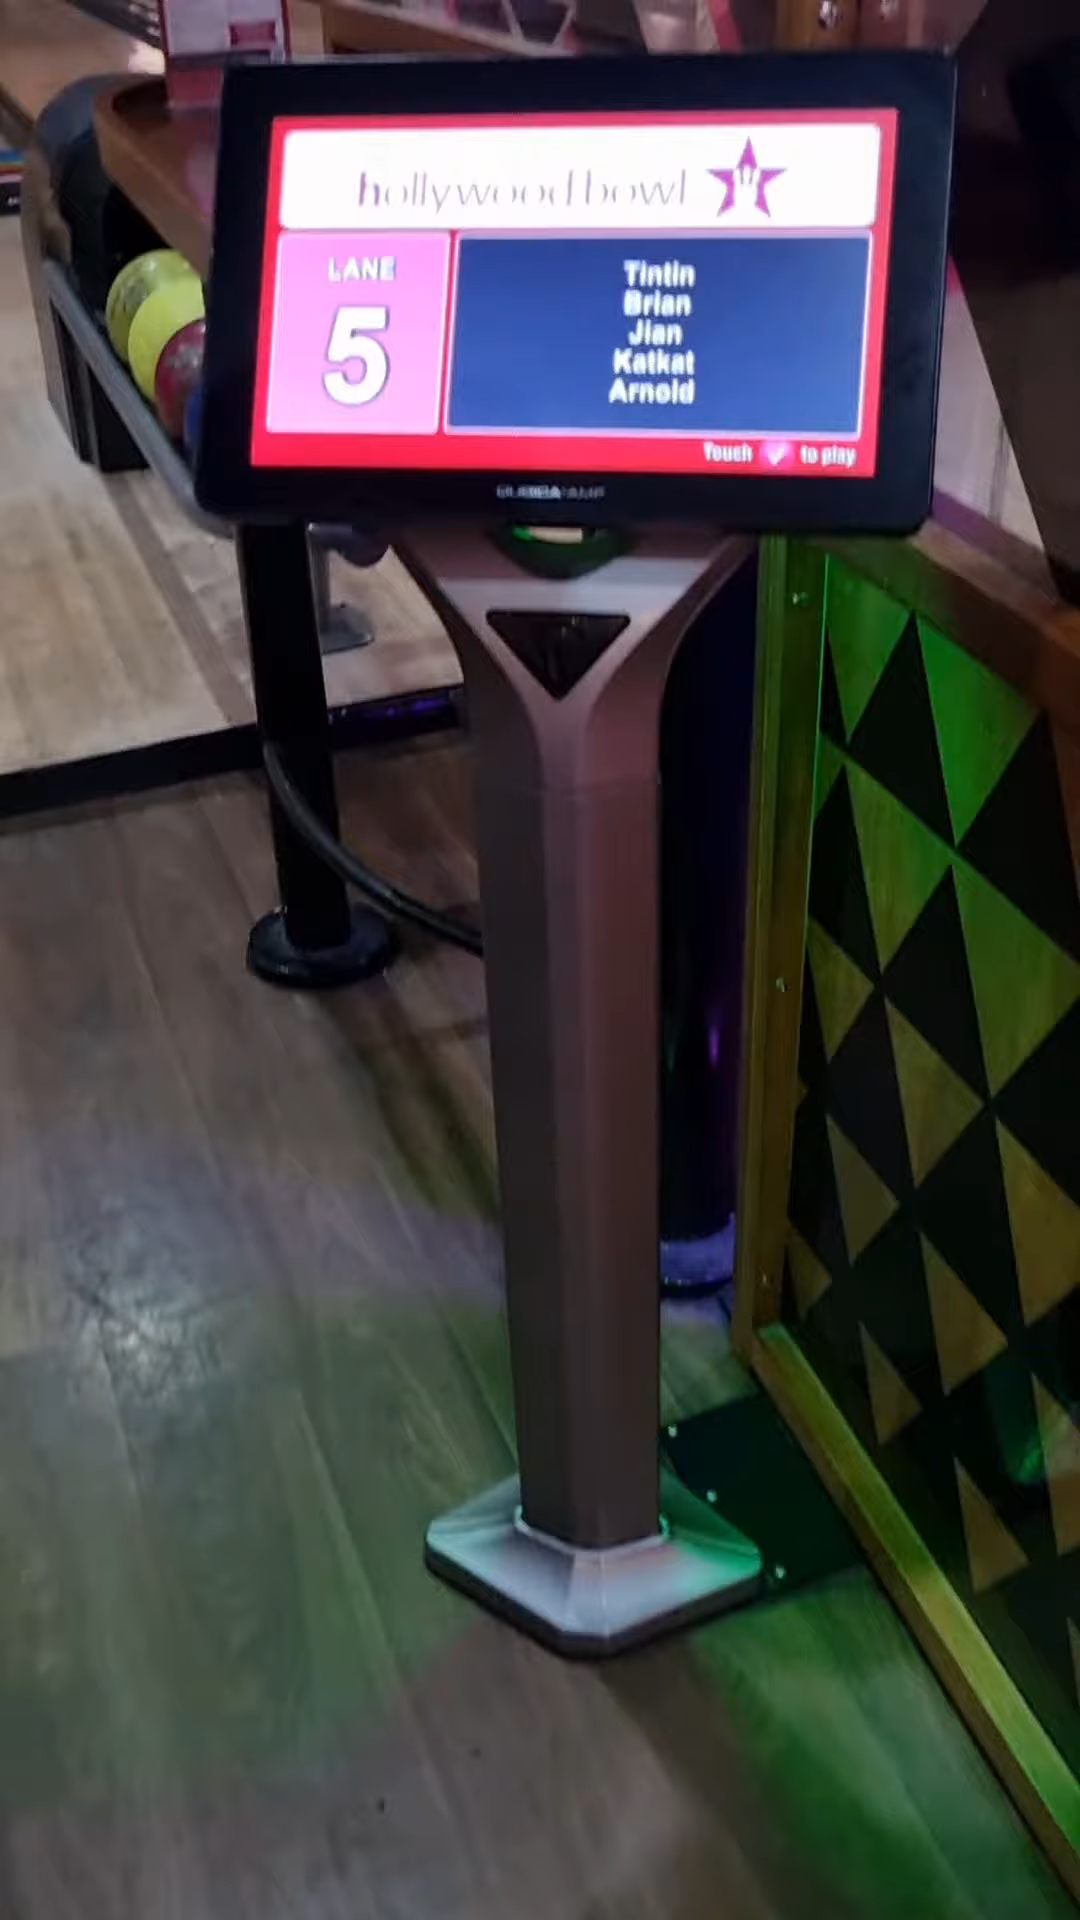 hollywood bowl
LANE
5
Tintin
Brian
Jian
Katkat
Arnold
Touch to play